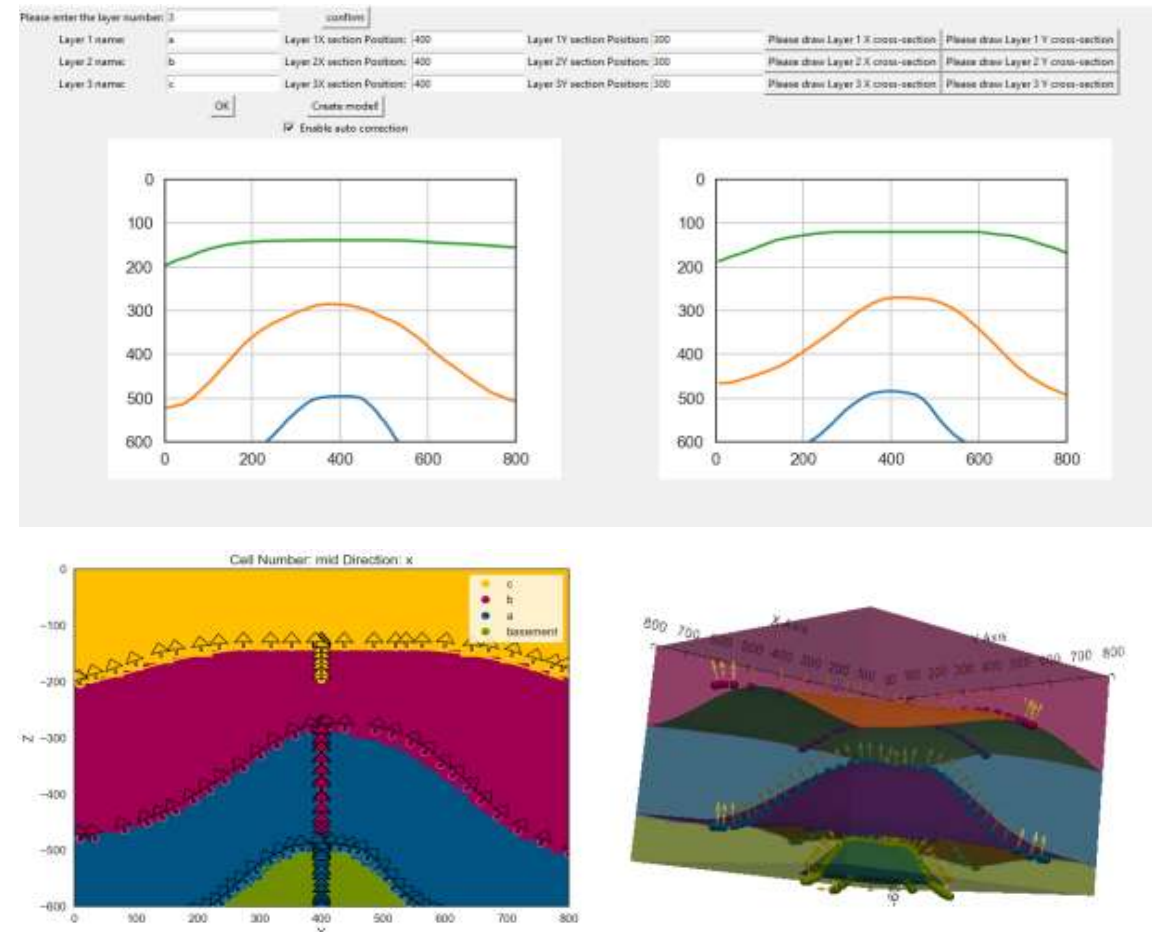 Please enter the layer number: 3 confirm
Layer 1 name: a Layer 1X section Position: 400 Layer 1Y section Position: 300 Please draw Layer 1 X cross-section Please draw Layer 1 Y cross-section
Layer 2 name: b Layer 2X section Position: 400 Layer 2Y section Position: 300 Please draw Layer 2 X cross-section Please draw Layer 2 Y cross-section
Layer 3 name: c Layer 3X section Position: 400 Layer 3Y section Position: 300 Please draw Layer 3 X cross-section Please draw Layer 3 Y cross-section
OK Create modell
Enable auto correction
0
100
200
300
400
500
600
0 200 400 600 800
0
100
200
300
400
500
600
0 200 400 600 800
Cell Number: mid Direction: x
c
b
a
basement
Z
0
−100
−200
−300
−400
−500
−600
0 100 200 300 400 500 600 700 800
Y
X Axis
800 700 500 400 300 200 100
Axis
100 200 300 400 500 600 700 800